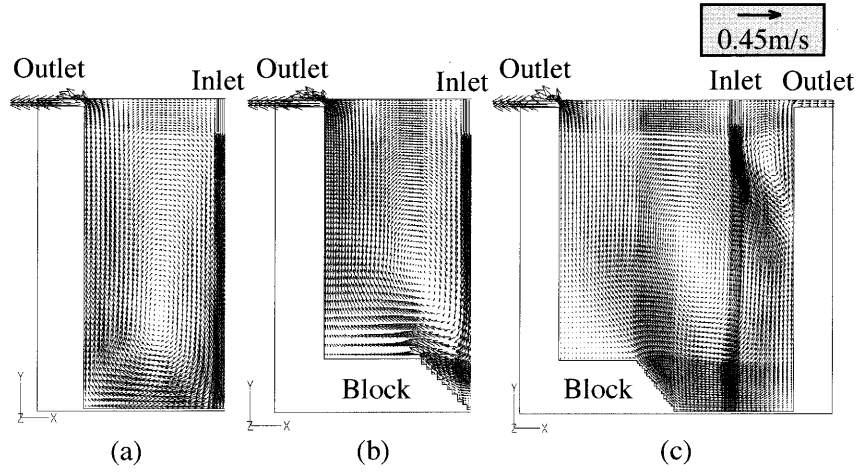 0.45m/s
Outlet Inlet Outlet Inlet Outlet Inlet Outlet
Block Block
Y Y Y
Z X Z X Z X
(a) (b) (c)